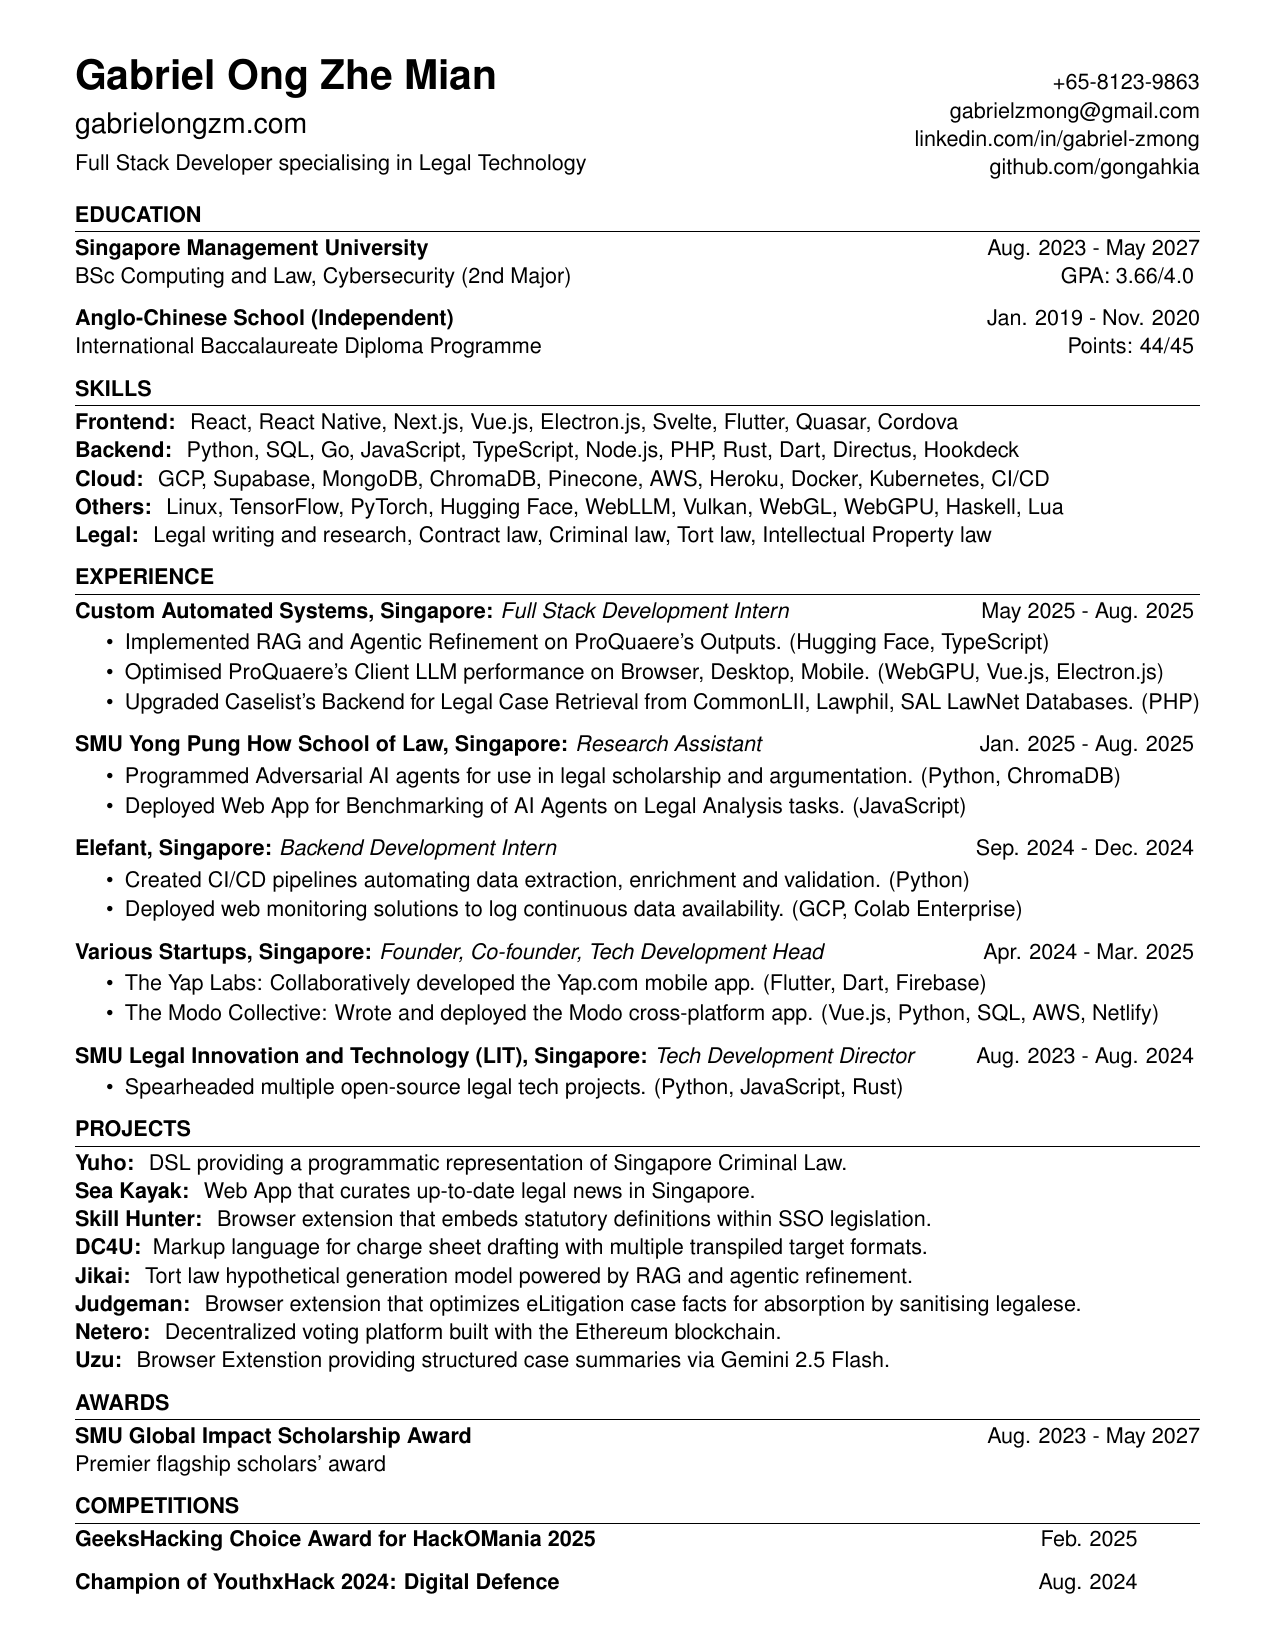 Gabriel Ong Zhe Mian
+65-8123-9863
gabrielongzm.com
gabrielzmong@gmail.com
linkedin.com/in/gabriel-zmong
Full Stack Developer specialising in Legal Technology
github.com/gongahkia
EDUCATION
Singapore Management University Aug. 2023 - May 2027
BSc Computing and Law, Cybersecurity (2nd Major) GPA: 3.66/4.0
Anglo-Chinese School (Independent) Jan. 2019 - Nov. 2020
International Baccalaureate Diploma Programme Points: 44/45
SKILLS
Frontend: React, React Native, Next.js, Vue.js, Electron.js, Svelte, Flutter, Quasar, Cordova
Backend: Python, SQL, Go, JavaScript, TypeScript, Node.js, PHP, Rust, Dart, Directus, Hookdeck
Cloud: GCP, Supabase, MongoDB, ChromaDB, Pinecone, AWS, Heroku, Docker, Kubernetes, CI/CD
Others: Linux, TensorFlow, PyTorch, Hugging Face, WebLLM, Vulkan, WebGL, WebGPU, Haskell, Lua
Legal: Legal writing and research, Contract law, Criminal law, Tort law, Intellectual Property law
EXPERIENCE
Custom Automated Systems, Singapore: Full Stack Development Intern May 2025 - Aug. 2025
• Implemented RAG and Agentic Refinement on ProQuaere's Outputs. (Hugging Face, TypeScript)
• Optimised ProQuaere's Client LLM performance on Browser, Desktop, Mobile. (WebGPU, Vue.js, Electron.js)
• Upgraded Caselist's Backend for Legal Case Retrieval from CommonLII, Lawphil, SAL LawNet Databases. (PHP)
SMU Yong Pung How School of Law, Singapore: Research Assistant Jan. 2025 - Aug. 2025
• Programmed Adversarial AI agents for use in legal scholarship and argumentation. (Python, ChromaDB)
• Deployed Web App for Benchmarking of AI Agents on Legal Analysis tasks. (JavaScript)
Elefant, Singapore: Backend Development Intern Sep. 2024 - Dec. 2024
• Created CI/CD pipelines automating data extraction, enrichment and validation. (Python)
• Deployed web monitoring solutions to log continuous data availability. (GCP, Colab Enterprise)
Various Startups, Singapore: Founder, Co-founder, Tech Development Head Apr. 2024 - Mar. 2025
• The Yap Labs: Collaboratively developed the Yap.com mobile app. (Flutter, Dart, Firebase)
• The Modo Collective: Wrote and deployed the Modo cross-platform app. (Vue.js, Python, SQL, AWS, Netlify)
SMU Legal Innovation and Technology (LIT), Singapore: Tech Development Director Aug. 2023 - Aug. 2024
• Spearheaded multiple open-source legal tech projects. (Python, JavaScript, Rust)
PROJECTS
Yuho: DSL providing a programmatic representation of Singapore Criminal Law.
Sea Kayak: Web App that curates up-to-date legal news in Singapore.
Skill Hunter: Browser extension that embeds statutory definitions within SSO legislation.
DC4U: Markup language for charge sheet drafting with multiple transpiled target formats.
Jikai: Tort law hypothetical generation model powered by RAG and agentic refinement.
Judgeman: Browser extension that optimizes eLitigation case facts for absorption by sanitising legalese.
Netero: Decentralized voting platform built with the Ethereum blockchain.
Uzu: Browser Extenstion providing structured case summaries via Gemini 2.5 Flash.
AWARDS
SMU Global Impact Scholarship Award Aug. 2023 - May 2027
Premier flagship scholars' award
COMPETITIONS
GeeksHacking Choice Award for HackOMania 2025 Feb. 2025
Champion of YouthxHack 2024: Digital Defence Aug. 2024